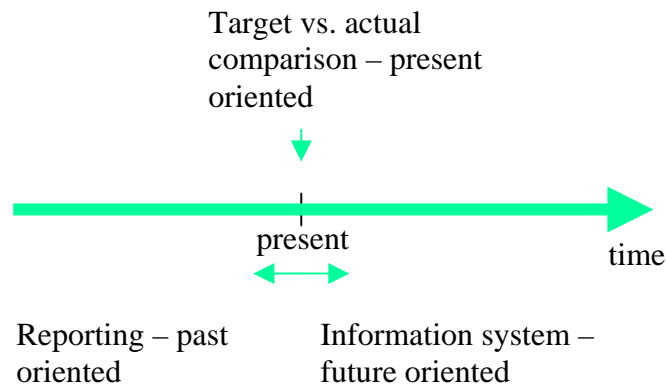 Target vs. actual
comparison – present
oriented
present
time
Reporting – past
oriented
Information system –
future oriented